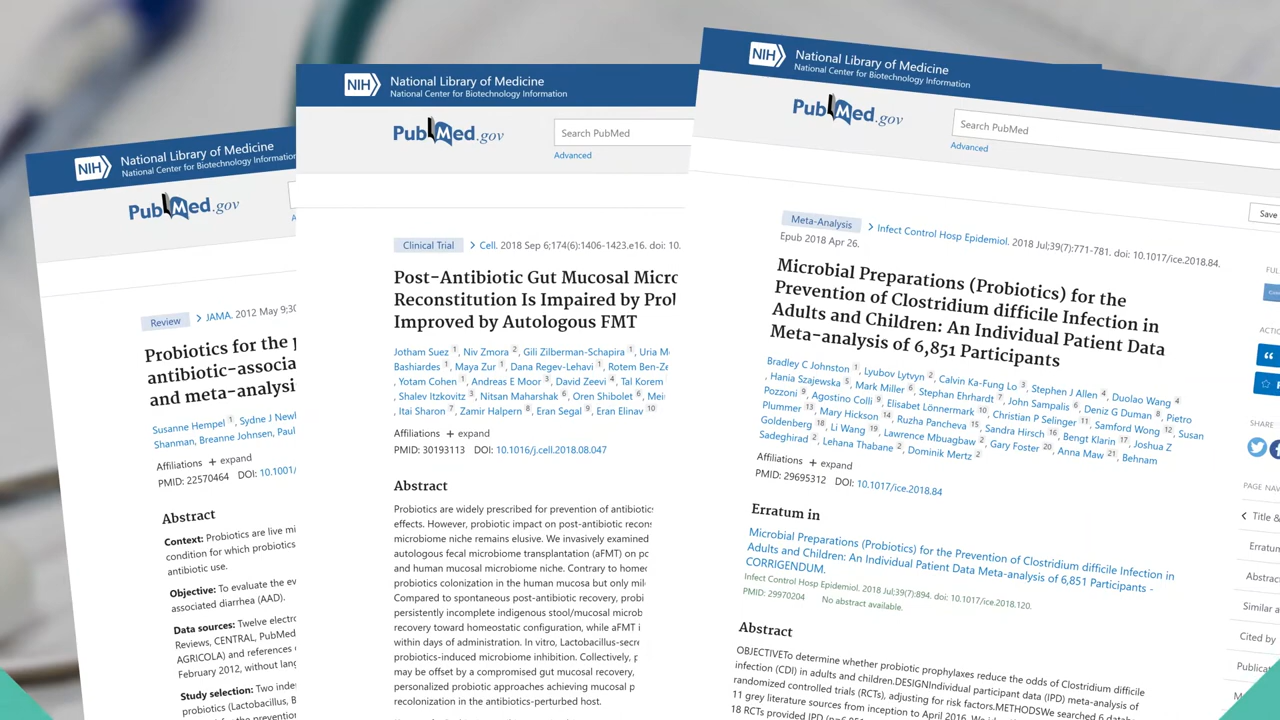 NIH National Library of Medicine
National Center for Biotechnology Information
PubMed.gov
Review JAMA. 2012 May 9;30
Probiotics for the
antibiotic-associa
and meta-analysi
Susanne Hempel 1, Sydne J Newl
Shanman, Breanne Johnsen, Paul
Affiliations + expand
PMID: 22570464 DOI: 10.1001/
Abstract
Context: Probiotics are live mi
condition for which probiotics
antibiotic use.
Objective: To evaluate the ev
associated diarrhea (AAD).
Data sources: Twelve electro
Reviews, CENTRAL, PubMed
AGRICOLA) and references o
February 2012, without lang
Study selection: Two inde
probiotics (Lactobacillus, B
NIH National Library of Medicine
National Center for Biotechnology Information
PubMed.gov
Search PubMed
Advanced
Clinical Trial > Cell. 2018 Sep 6;174(6):1406-1423.e16. doi: 10.
Post-Antibiotic Gut Mucosal Micro
Reconstitution Is Impaired by Prob
Improved by Autologous FMT
Jotham Suez 1, Niv Zmora 2, Gili Zilberman-Schapira 1, Uria M
Bashiardes 1, Maya Zur 1, Dana Regev-Lehavi 1, Rotem Ben-Ze
, Yotam Cohen 1, Andreas E Moor 3, David Zeevi 4, Tal Korem
, Shalev Itzkovitz 3, Nitsan Maharshak 6, Oren Shibolet 6, Mei
, Itai Sharon 7, Zamir Halpern 8, Eran Segal 9, Eran Elinav 10
Affiliations + expand
PMID: 30193113 DOI: 10.1016/j.cell.2018.08.047
Abstract
Probiotics are widely prescribed for prevention of antibiotics
effects. However, probiotic impact on post-antibiotic recons
microbiome niche remains elusive. We invasively examined
autologous fecal microbiome transplantation (aFMT) on po
and human mucosal microbiome niche. Contrary to home
probiotics colonization in the human mucosa but only mil
Compared to spontaneous post-antibiotic recovery, probi
persistently incomplete indigenous stool/mucosal microb
recovery toward homeostatic configuration, while aFMT i
within days of administration. In vitro, Lactobacillus-secre
probiotics-induced microbiome inhibition. Collectively, p
may be offset by a compromised gut mucosal recovery,
personalized probiotic approaches achieving mucosal p
recolonization in the antibiotics-perturbed host.
NIH National Library of Medicine
National Center for Biotechnology Information
PubMed.gov
Search PubMed
Advanced
Save
Meta-Analysis > Infect Control Hosp Epidemiol. 2018 Jul;39(7):771-781. doi: 10.1017/ice.2018.84.
Epub 2018 Apr 26.
Microbial Preparations (Probiotics) for the
Prevention of Clostridium difficile Infection in
Adults and Children: An Individual Patient Data
Meta-analysis of 6,851 Participants
Bradley C Johnston 1, Lyubov Lytvyn 2, Calvin Ka-Fung Lo 3, Stephen J Allen 4, Duolao Wang 4
, Hania Szajewska 5, Mark Miller 6, Stephan Ehrhardt 7, John Sampalis 6, Deniz G Duman 8, Pietro
Pozzoni 9, Agostino Colli 9, Elisabet Lönnermark 10, Christian P Selinger 11, Samford Wong 12, Susan
Plummer 13, Mary Hickson 14, Ruzha Pancheva 15, Sandra Hirsch 16, Bengt Klarin 17, Joshua Z
Goldenberg 18, Li Wang 19, Lawrence Mbuagbaw 2, Gary Foster 20, Anna Maw 21, Behnam
Sadeghirad 2, Lehana Thabane 2, Dominik Mertz 2
Affiliations + expand
PMID: 29695312 DOI: 10.1017/ice.2018.84
Erratum in
Microbial Preparations (Probiotics) for the Prevention of Clostridium difficile Infection in
Adults and Children: An Individual Patient Data Meta-analysis of 6,851 Participants -
CORRIGENDUM.
Infect Control Hosp Epidemiol. 2018 Jul;39(7):894. doi: 10.1017/ice.2018.120.
PMID: 29970204 No abstract available.
Abstract
OBJECTIVETo determine whether probiotic prophylaxes reduce the odds of Clostridium difficile
infection (CDI) in adults and children.DESIGNIndividual participant data (IPD) meta-analysis of
randomized controlled trials (RCTs), adjusting for risk factors.METHODSWe searched 6 datab
11 grey literature sources from inception to April 2016. We ide
18 RCTs provided IPD
FUL
ACTIO
SHARE
PAGE NAV
< Title &
Erratum
Abstrac
Similar a
Cited by
Publicat